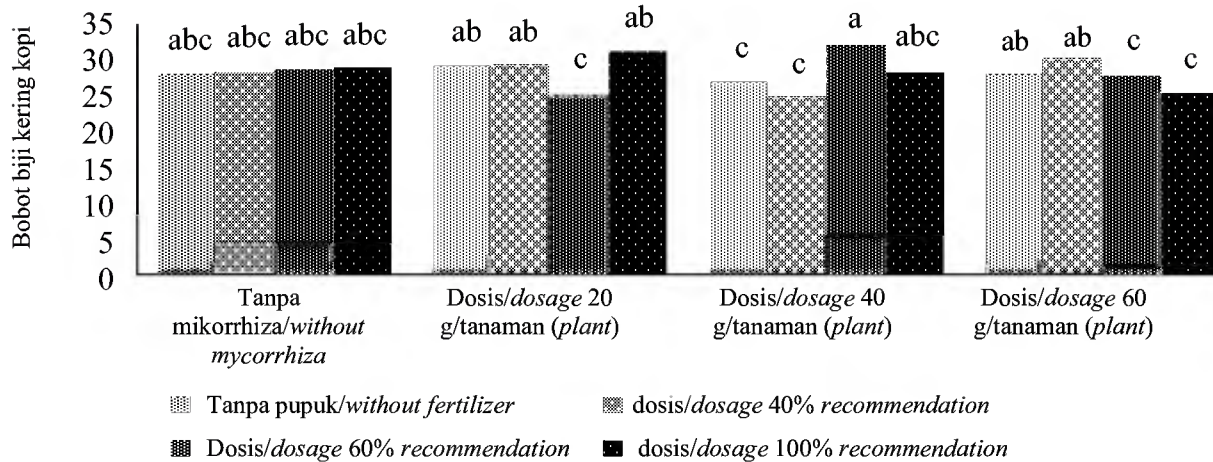 Bobot biji kering kopi
35
30
25
20
15
10
5
0
abc abc abc abc
ab ab c ab
c c a abc
ab ab c c
Tanpa
mikorrhiza/without
mycorrhiza
Dosis/dosage 20
g/tanaman (plant)
Dosis/dosage 40
g/tanaman (plant)
Dosis/dosage 60
g/tanaman (plant)
Tanpa pupuk/without fertilizer
dosis/dosage 40% recommendation
Dosis/dosage 60% recommendation
dosis/dosage 100% recommendation